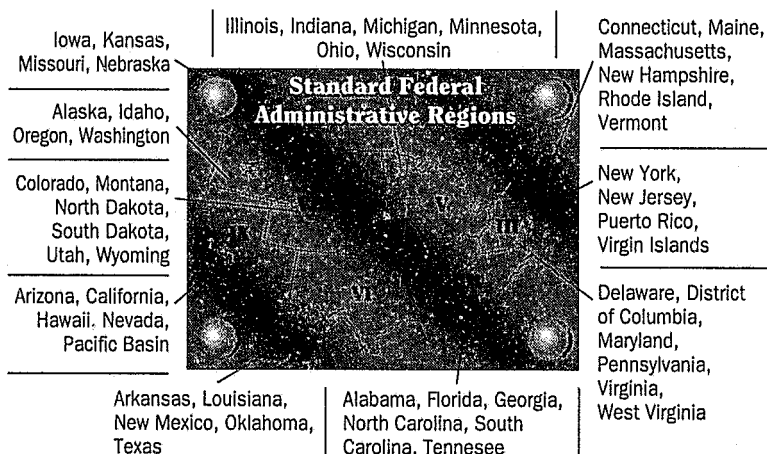 Illinois, Indiana, Michigan, Minnesota,
Ohio, Wisconsin
Iowa, Kansas,
Missouri, Nebraska
Alaska, Idaho,
Oregon, Washington
Colorado, Montana,
North Dakota,
South Dakota,
Utah, Wyoming
Arizona, California,
Hawaii, Nevada,
Pacific Basin
Standard Federal
Administrative Regions
V
III
IX
VI
Connecticut, Maine,
Massachusetts,
New Hampshire,
Rhode Island,
Vermont
New York,
New Jersey,
Puerto Rico,
Virgin Islands
Delaware, District
of Columbia,
Maryland,
Pennsylvania,
Virginia,
West Virginia
Arkansas, Louisiana,
New Mexico, Oklahoma,
Texas
Alabama, Florida, Georgia,
North Carolina, South
Carolina, Tennessee